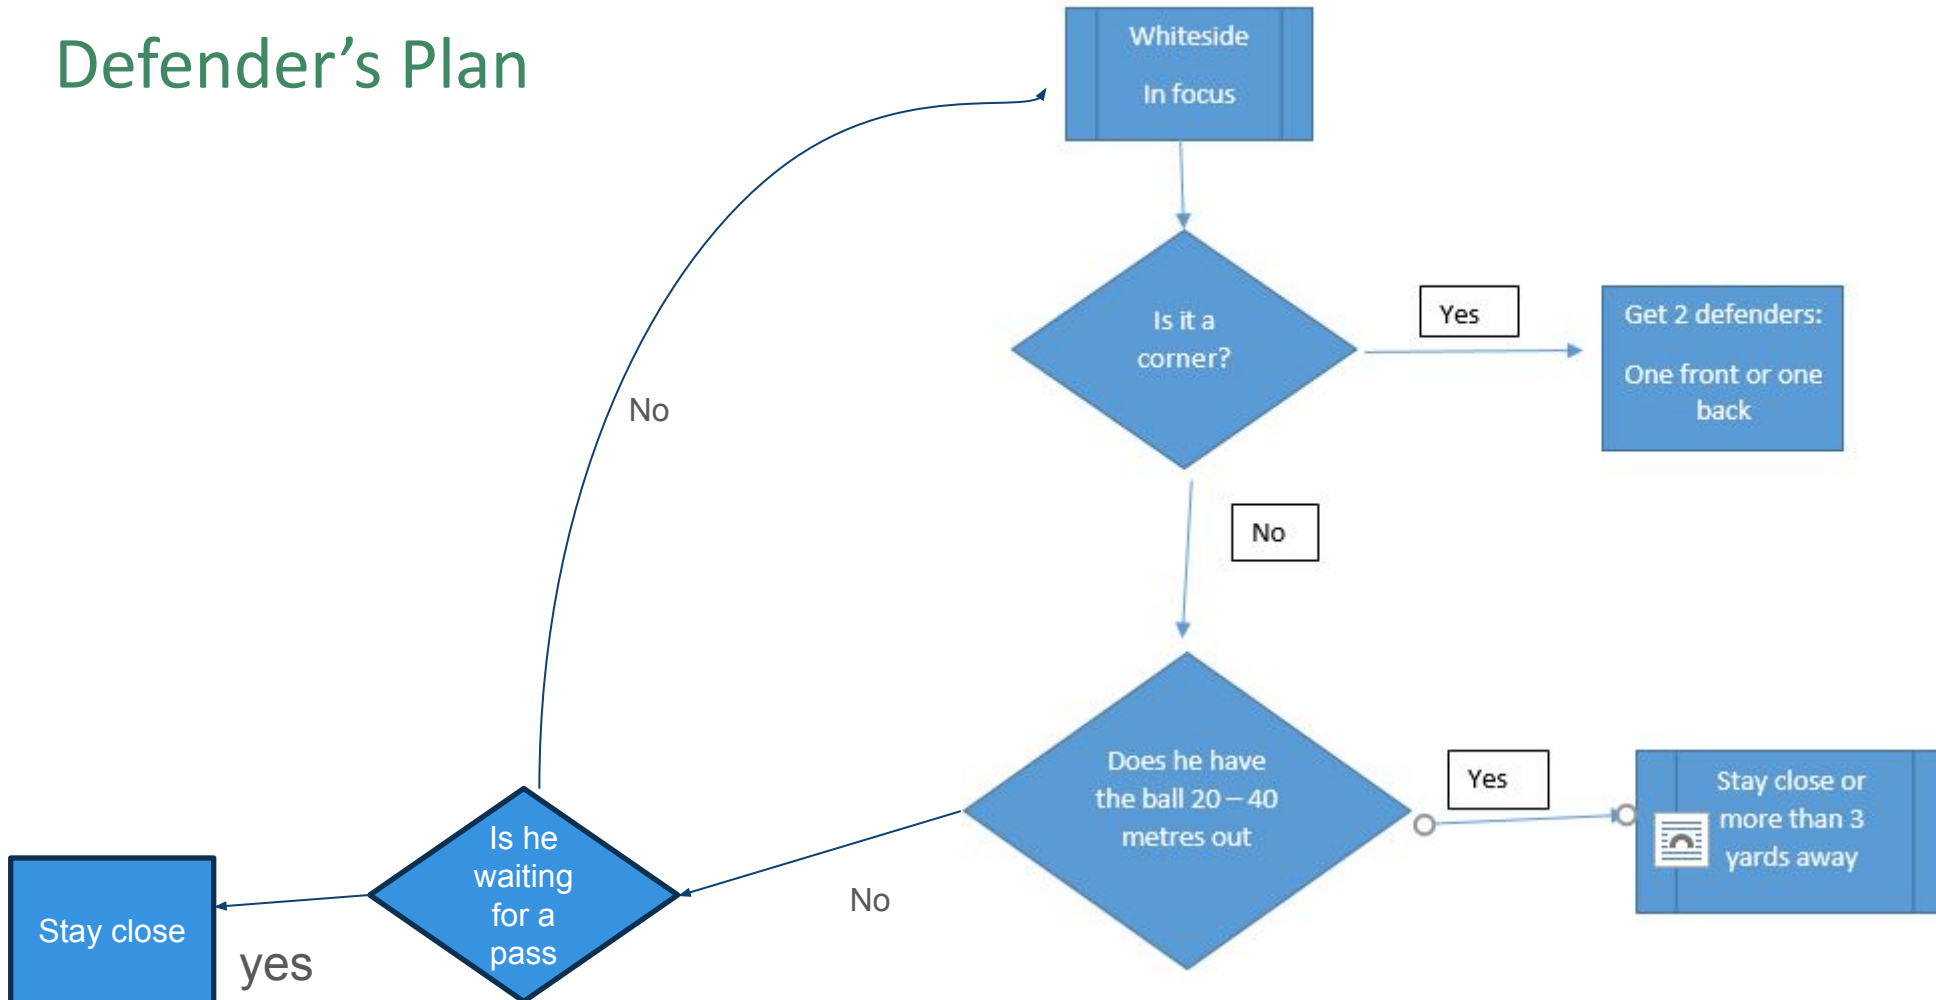 Defender’s Plan
Whiteside
In focus
Is it a
corner?
Yes
Get 2 defenders:
One front or one
back
No
No
Does he have
the ball 20 – 40
metres out
Yes
Stay close or
more than 3
yards away
No
Is he
waiting
for a
pass
yes
Stay close